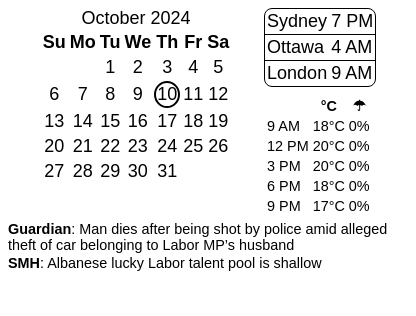 October 2024
Su Mo Tu We Th Fr Sa
1 2 3 4 5
6 7 8 9 10 11 12
13 14 15 16 17 18 19
20 21 22 23 24 25 26
27 28 29 30 31
Sydney 7 PM
Ottawa 4 AM
London 9 AM
°C ☂
9 AM 18°C 0%
12 PM 20°C 0%
3 PM 20°C 0%
6 PM 18°C 0%
9 PM 17°C 0%
Guardian: Man dies after being shot by police amid alleged
theft of car belonging to Labor MP's husband
SMH: Albanese lucky Labor talent pool is shallow